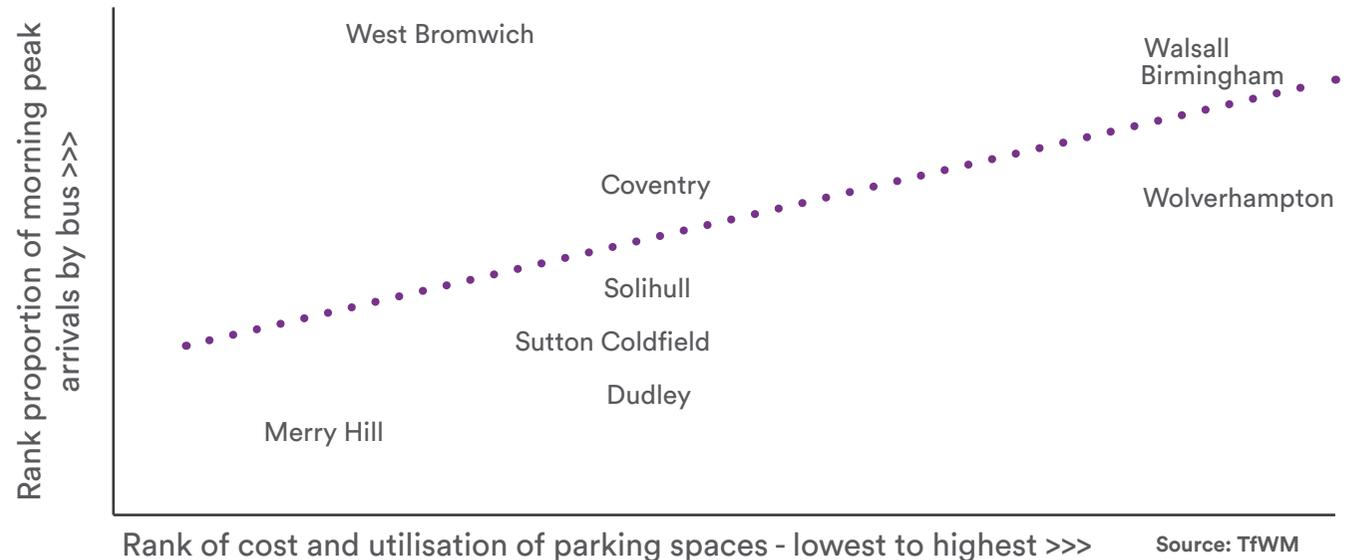 Rank proportion of morning peak
arrivals by bus >>>
West Bromwich
Walsall
Birmingham
Coventry
Wolverhampton
Solihull
Sutton Coldfield
Dudley
Merry Hill
Rank of cost and utilisation of parking spaces - lowest to highest >>>
Source: TfWM